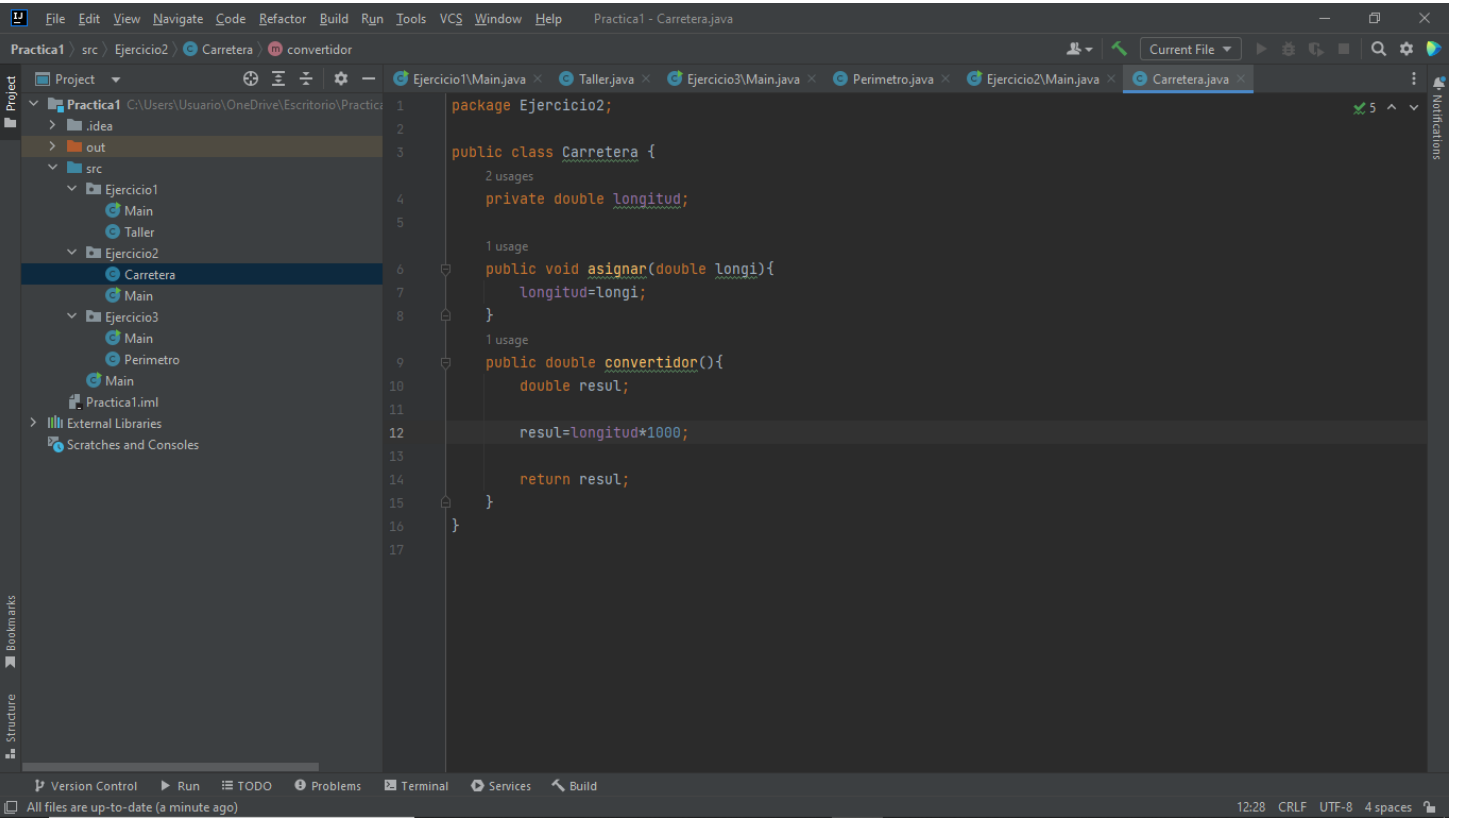 File Edit View Navigate Code Refactor Build Run Tools VCS Window Help Practica1 - Carretera.java
Practica1 src Ejercicio2 Carretera convertidor Current File
Project Ejercicio1\Main.java Taller.java Ejercicio3\Main.java Perimetro.java Ejercicio2\Main.java Carretera.java
Project
Notifications
Practica1 C:\Users\Usuario\OneDrive\Escritorio\Practica
.idea
out
src
Ejercicio1
Main
Taller
Ejercicio2
Carretera
Main
Ejercicio3
Main
Perimetro
Main
Practica1.iml
External Libraries
Scratches and Consoles
5
1 package Ejercicio2;
2
3 public class Carretera {
2 usages
4 private double longitud;
5
1 usage
6 public void asignar(double longi){
7 longitud=longi;
8 }
1 usage
9 public double convertidor(){
10 double resul;
11
12 resul=longitud*1000;
13
14 return resul;
15 }
16 }
17
Bookmarks
Structure
Version Control Run TODO Problems Terminal Services Build
All files are up-to-date (a minute ago) 12:28 CRLF UTF-8 4 spaces